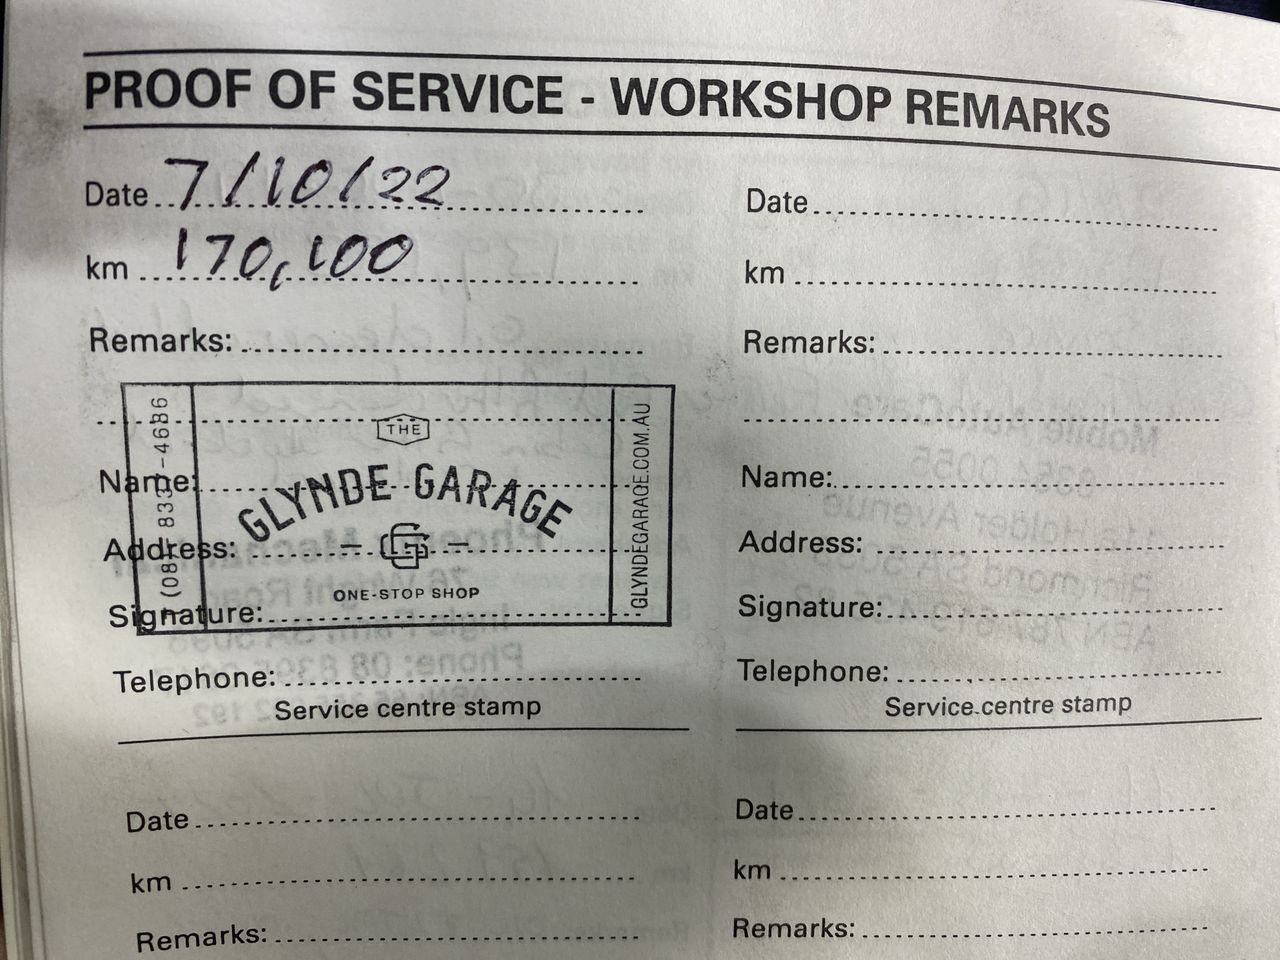 PROOF OF SERVICE - WORKSHOP REMARKS
Date 7/10/22
km 170,100
Remarks:
THE
GLYNDE GARAGE
GG
ONE-STOP SHOP
GLYNDEGARAGE.COM.AU
Name:
Address:
Signature:
Telephone:
Service centre stamp
Date
km
Remarks:
Name:
Address:
Signature:
Telephone:
Service centre stamp
Date
km
Remarks:
Date
km
Remarks: